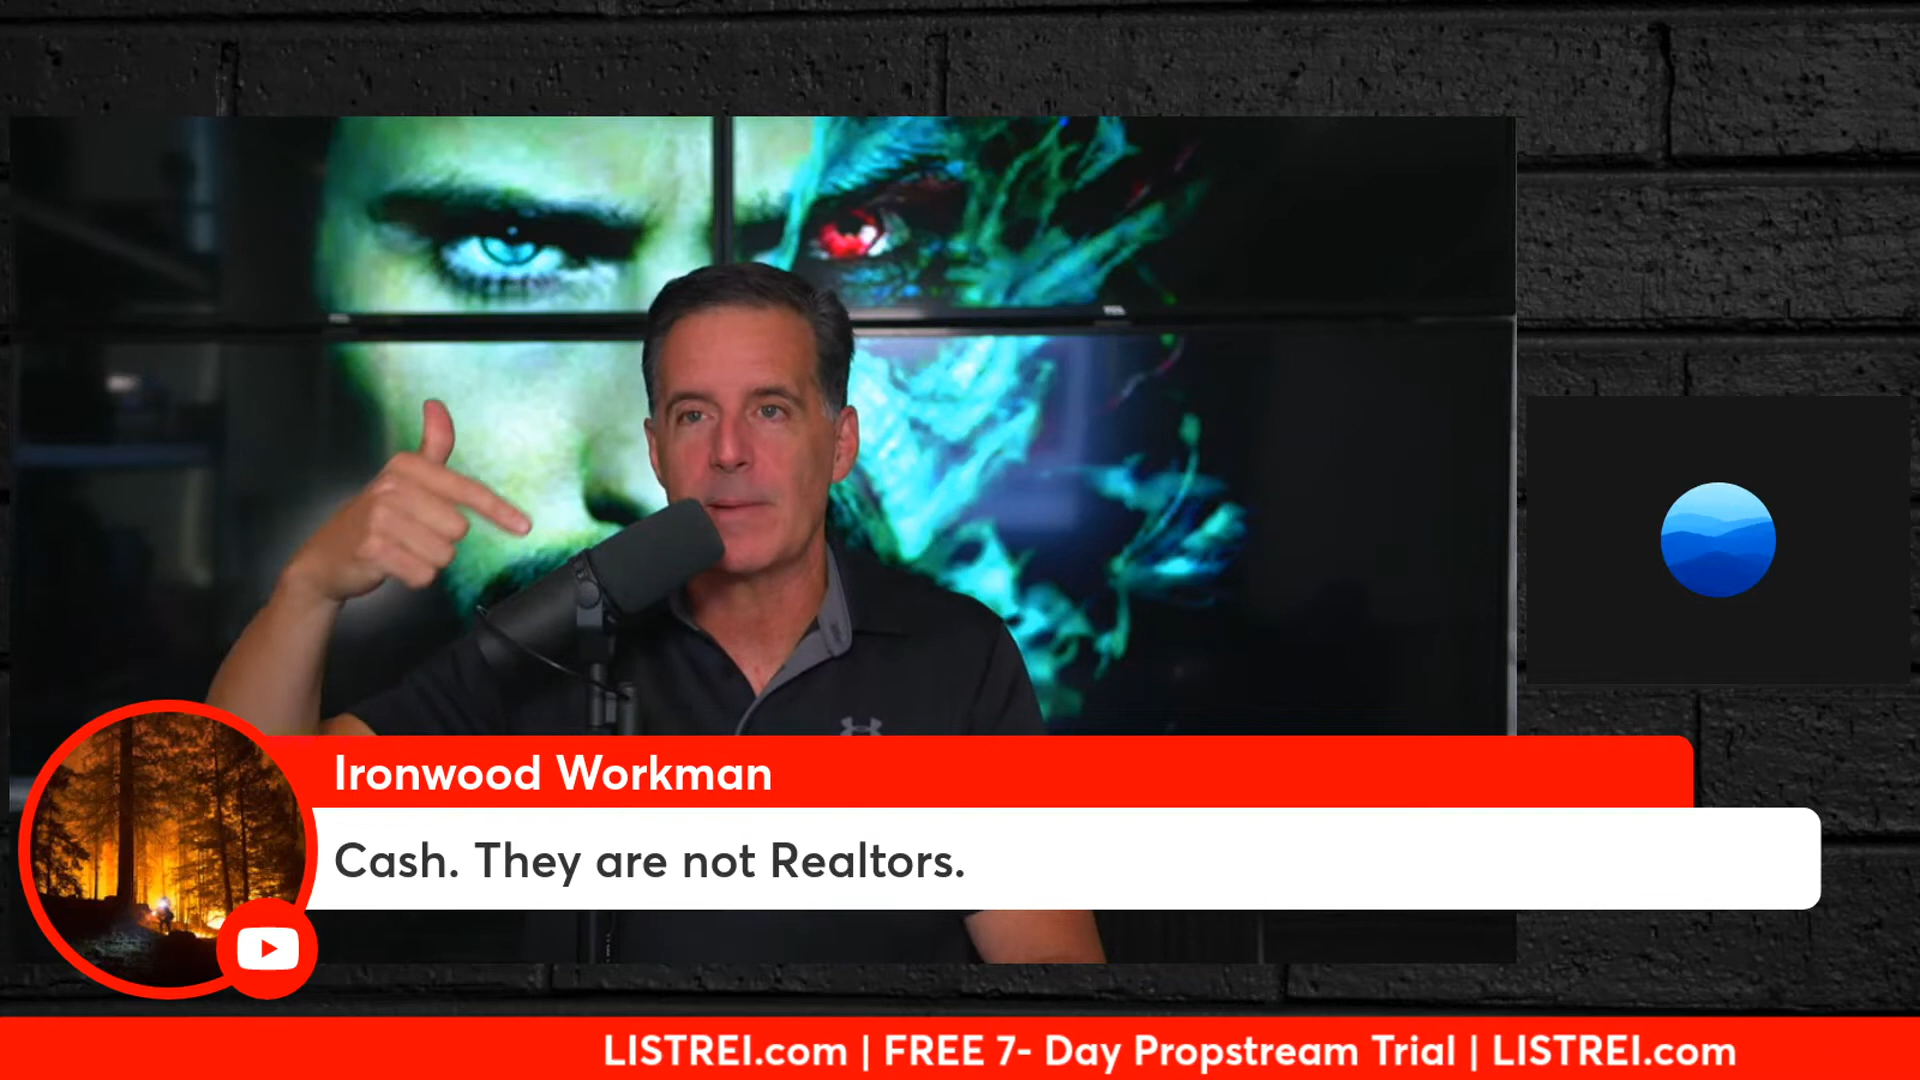 Ironwood Workman
Cash. They are not Realtors.
LISTREI.com | FREE 7- Day Propstream Trial | LISTREI.com